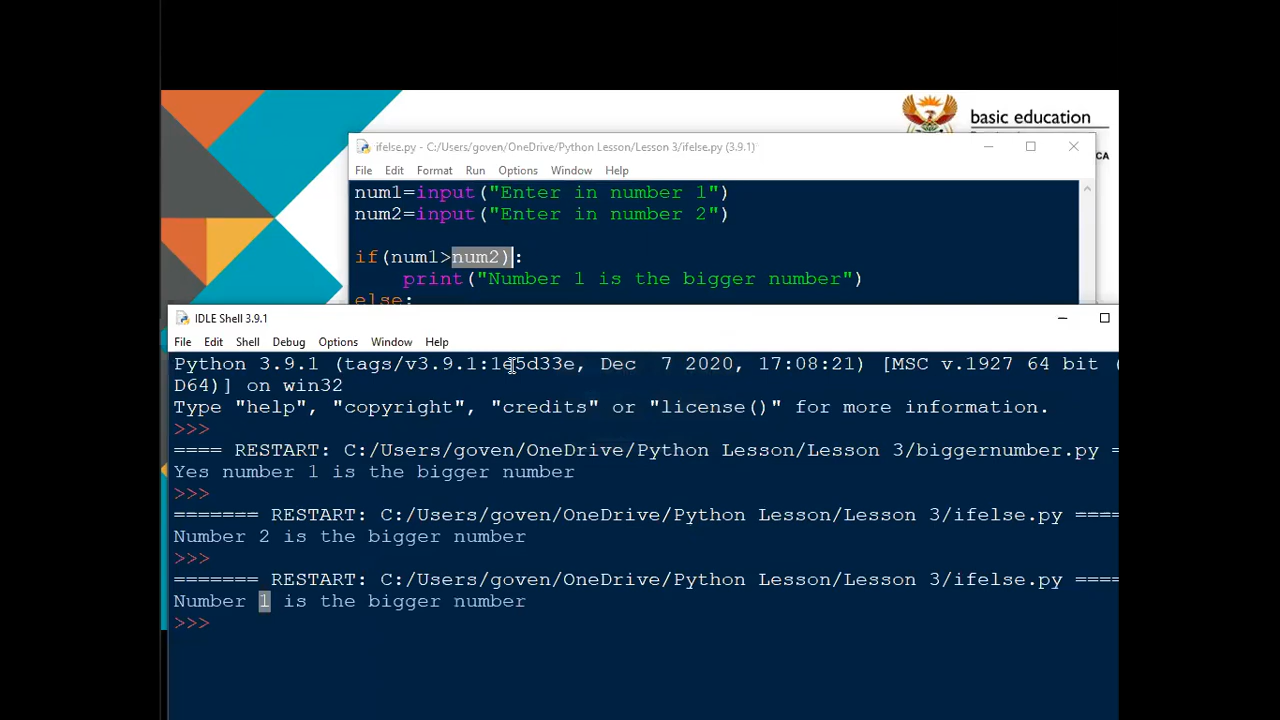 basic education
CA
ifelse.py - C:/Users/goven/OneDrive/Python Lesson/Lesson 3/ifelse.py (3.9.1)
File Edit Format Run Options Window Help
num1=input("Enter in number 1")
num2=input("Enter in number 2")
if(num1>num2):
print("Number 1 is the bigger number")
else:
IDLE Shell 3.9.1
File Edit Shell Debug Options Window Help
Python 3.9.1 (tags/v3.9.1:1e5d33e, Dec 7 2020, 17:08:21) [MSC v.1927 64 bit (
D64)] on win32
Type "help", "copyright", "credits" or "license()" for more information.
>>>
==== RESTART: C:/Users/goven/OneDrive/Python Lesson/Lesson 3/biggernumber.py =
Yes number 1 is the bigger number
>>>
======= RESTART: C:/Users/goven/OneDrive/Python Lesson/Lesson 3/ifelse.py ====
Number 2 is the bigger number
>>>
======= RESTART: C:/Users/goven/OneDrive/Python Lesson/Lesson 3/ifelse.py ====
Number 1 is the bigger number
>>>